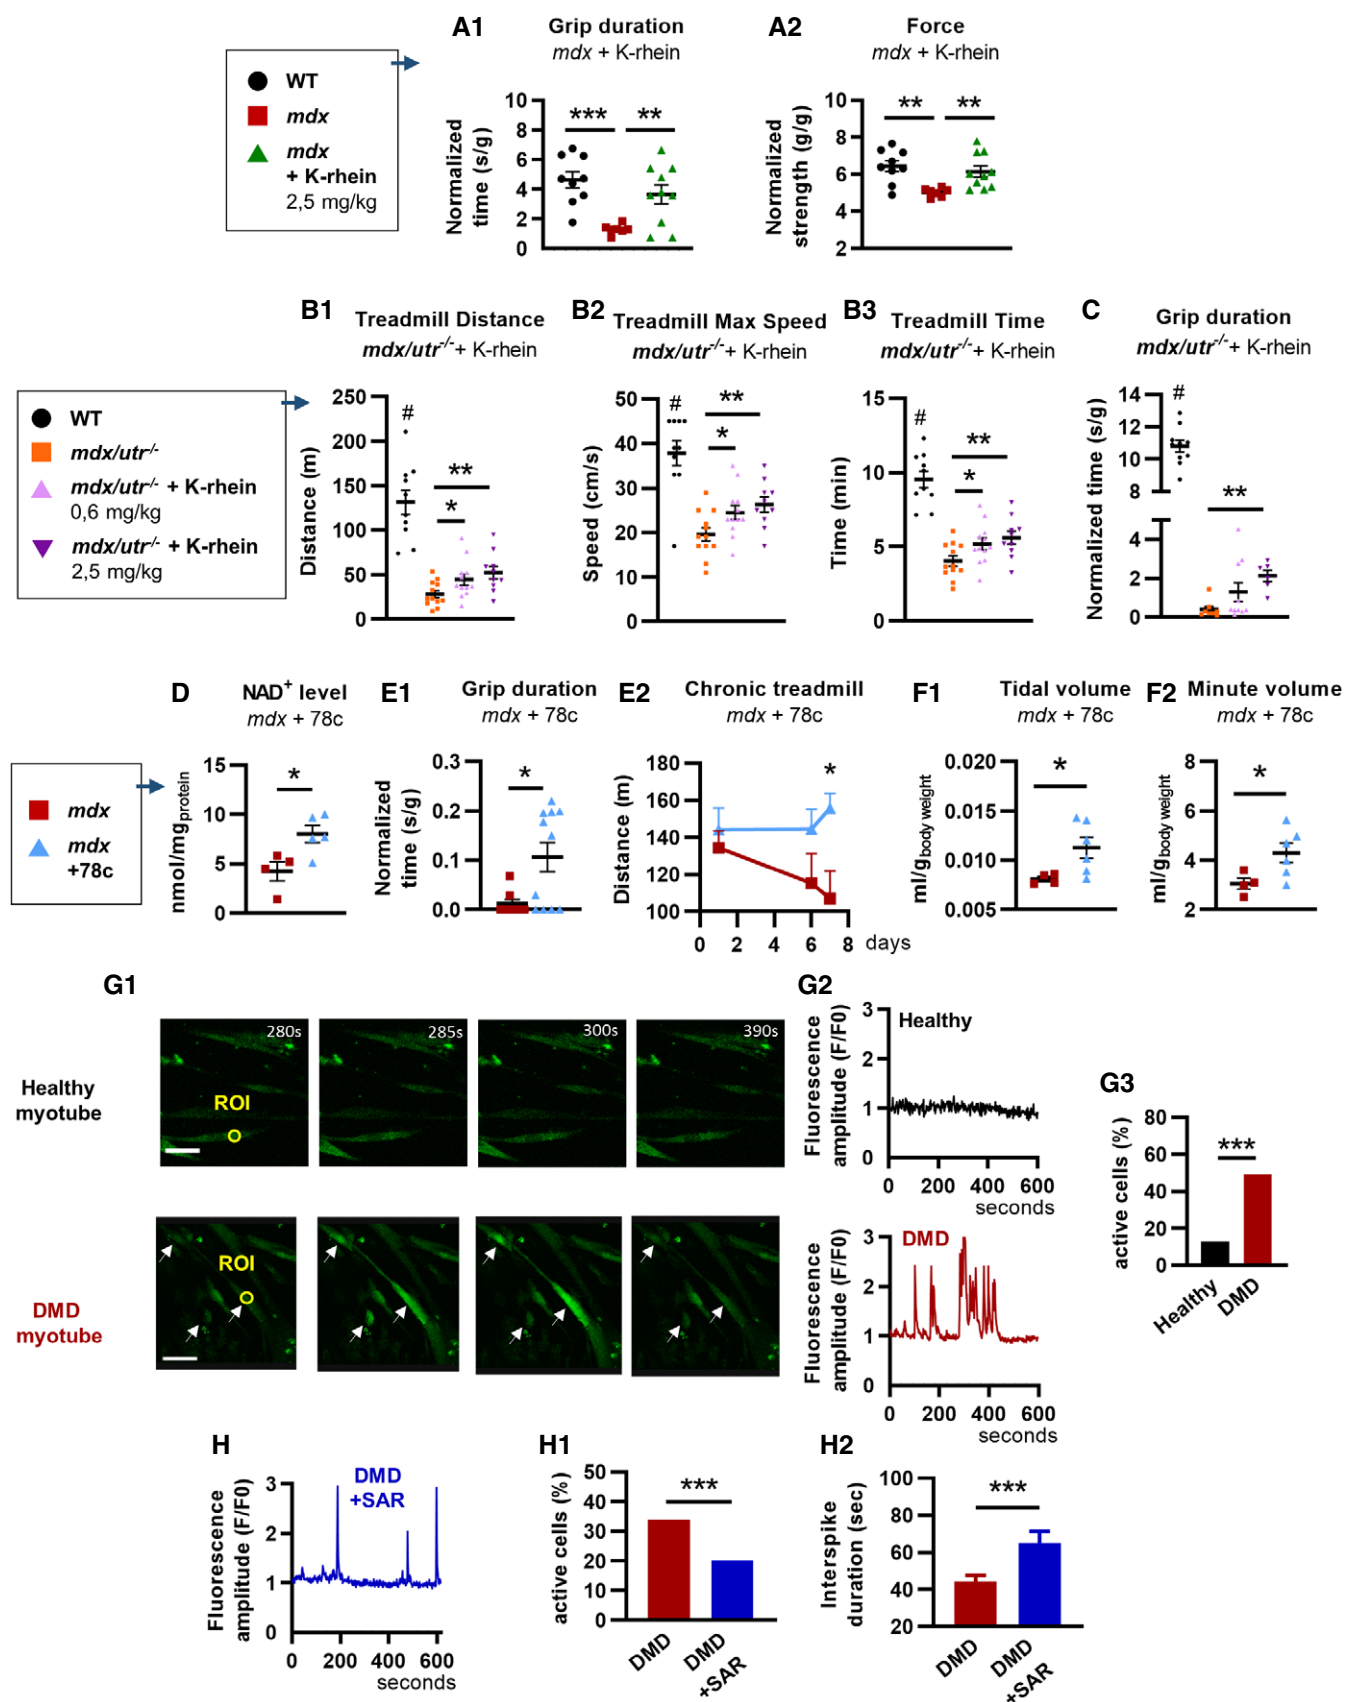 A1
Grip duration
mdx + K-rhein
A2
Force
mdx + K-rhein
WT
mdx
mdx
+ K-rhein
2,5 mg/kg
Normalized
time (s/g)
10
8
6
4
2
0
***
**
Normalized
strength (g/g)
10
8
6
4
2
**
**
B1
Treadmill Distance
mdx/utr-/-+ K-rhein
B2
Treadmill Max Speed
mdx/utr-/-+ K-rhein
B3
Treadmill Time
mdx/utr-/-+ K-rhein
C
Grip duration
mdx/utr-/-+ K-rhein
WT
mdx/utr-/-
mdx/utr-/- + K-rhein
0,6 mg/kg
mdx/utr-/- + K-rhein
2,5 mg/kg
Distance (m)
250
200
150
100
50
0
#
**
*
Speed (cm/s)
50
40
30
20
10
0
#
**
*
Time (min)
15
10
5
0
#
**
*
Normalized time (s/g)
14
12
10
8
4
2
0
#
**
D
NAD+ level
mdx + 78c
E1
Grip duration
mdx + 78c
E2
Chronic treadmill
mdx + 78c
F1
Tidal volume
mdx + 78c
F2
Minute volume
mdx + 78c
mdx
mdx
+78c
nmol/mgprotein
15
10
5
0
*
Normalized
time (s/g)
0.3
0.2
0.1
0.0
*
Distance (m)
180
160
140
120
100
*
0 2 4 6 8 days
ml/gbody weight
0.020
0.015
0.010
0.005
*
ml/gbody weight
8
6
4
2
*
G1
Healthy
myotube
280s
285s
300s
390s
ROI
DMD
myotube
ROI
G2
Fluorescence
amplitude (F/F0)
3
2
1
0
Healthy
0 200 400 600
seconds
Fluorescence
amplitude (F/F0)
3
2
1
0
DMD
0 200 400 600
seconds
G3
active cells (%)
80
60
40
20
0
***
Healthy
DMD
H
Fluorescence
amplitude (F/F0)
3
2
1
0
DMD
+SAR
0 200 400 600
seconds
H1
active cells (%)
50
40
30
20
10
0
***
DMD
DMD
+SAR
H2
Interspike
duration (sec)
100
80
60
40
20
***
DMD
DMD
+SAR